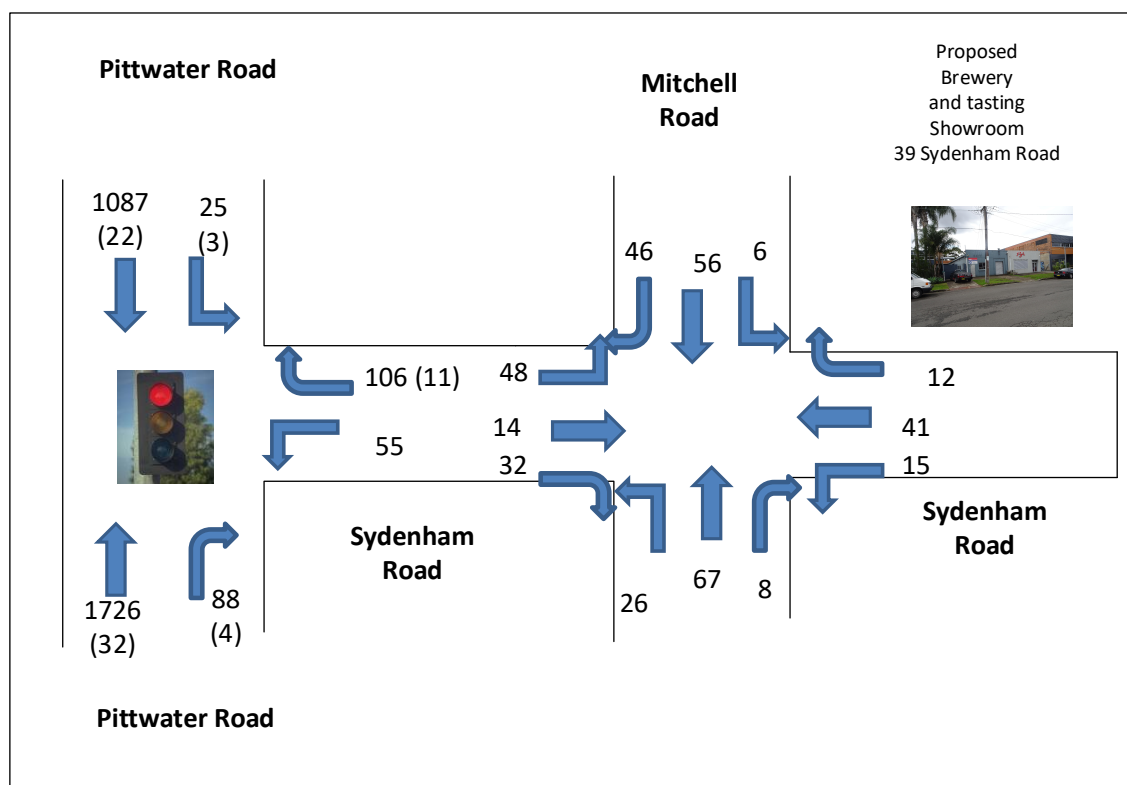 Pittwater Road
Mitchell
Road
Proposed
Brewery
and tasting
Showroom
39 Sydenham Road
1087
(22)
25
(3)
46
56
6
106 (11)
48
12
55
14
41
32
15
Sydenham
Road
Sydenham
Road
1726
(32)
88
(4)
26
67
8
Pittwater Road